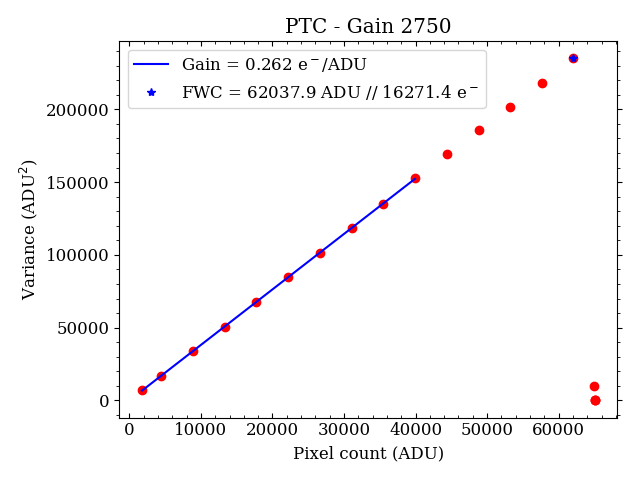 PTC - Gain 2750
Gain = 0.262 e⁻/ADU
FWC = 62037.9 ADU // 16271.4 e⁻
Variance (ADU²)
200000
150000
100000
50000
0
0 10000 20000 30000 40000 50000 60000
Pixel count (ADU)